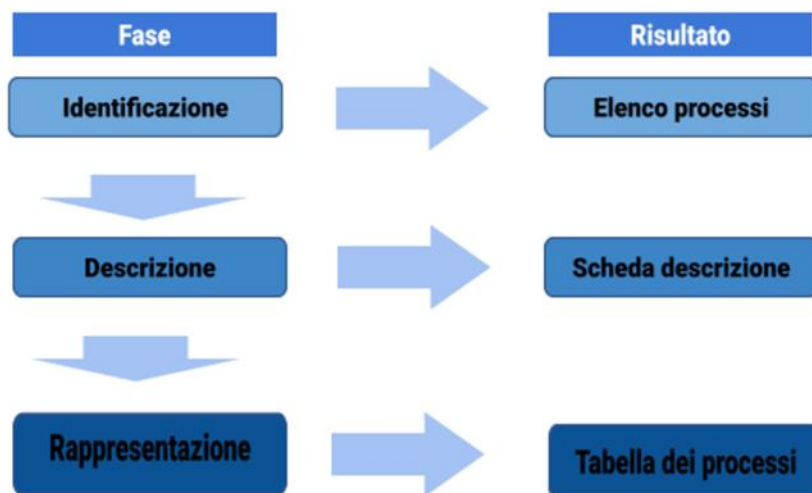 Fase
Risultato
Identificazione
Elenco processi
Descrizione
Scheda descrizione
Rappresentazione
Tabella dei processi